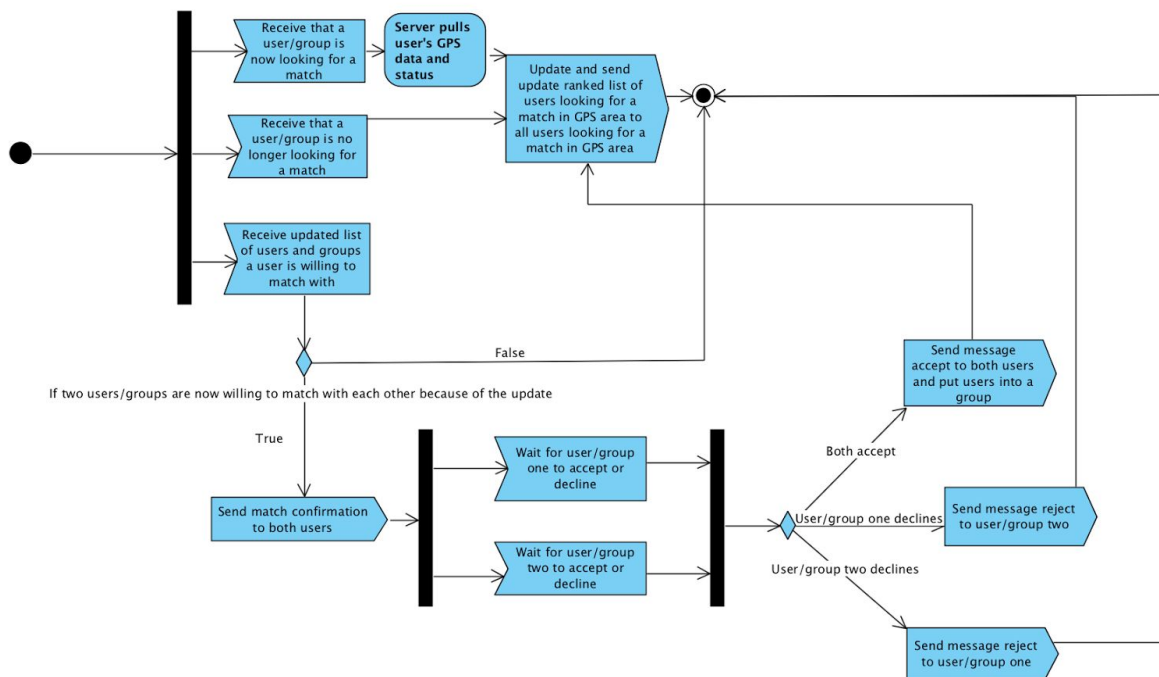 Receive that a
user/group is
now looking for a
match
Server pulls
user's GPS
data and
status
Update and send
update ranked list of
users looking for a
match in GPS area to
all users looking for a
match in GPS area
Receive that a
user/group is no
longer looking for
a match
Receive updated list
of users and groups
a user is willing to
match with
False
If two users/groups are now willing to match with each other because of the update
True
Send match confirmation
to both users
Wait for user/group
one to accept or
decline
Wait for user/group
two to accept or
decline
Send message
accept to both users
and put users into a
group
Both accept
User/group one declines
Send message reject
to user/group two
User/group two declines
Send message reject
to user/group one